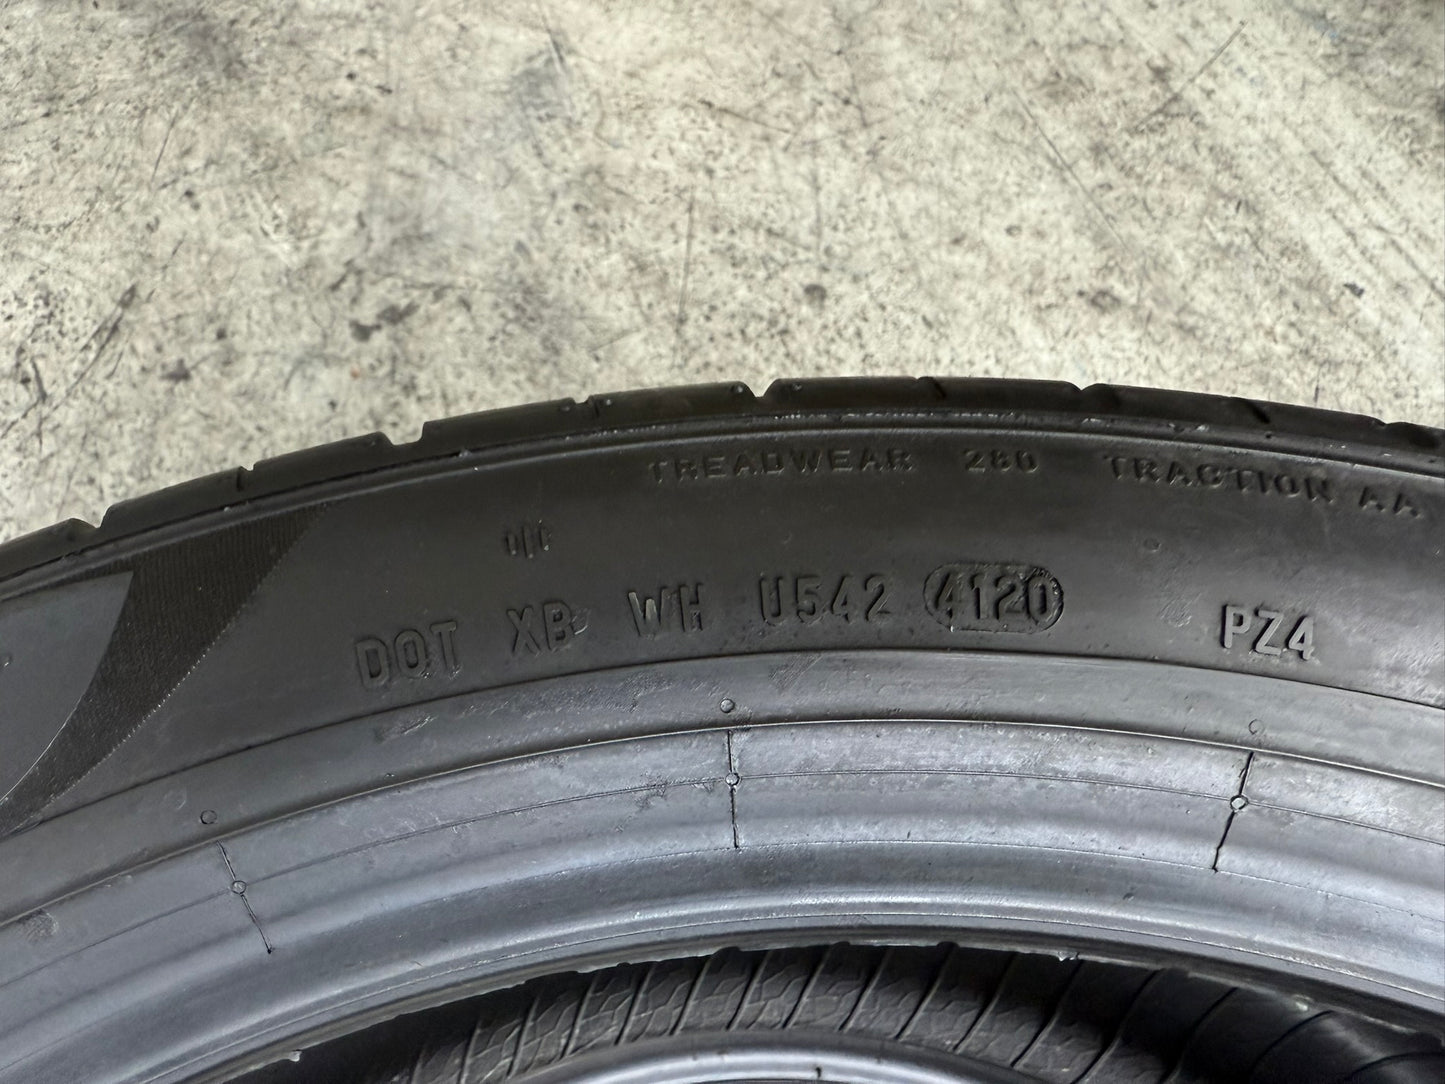 TREADWEAR 280 TRACTION AA
DOT XB WH U542 4120 PZ4